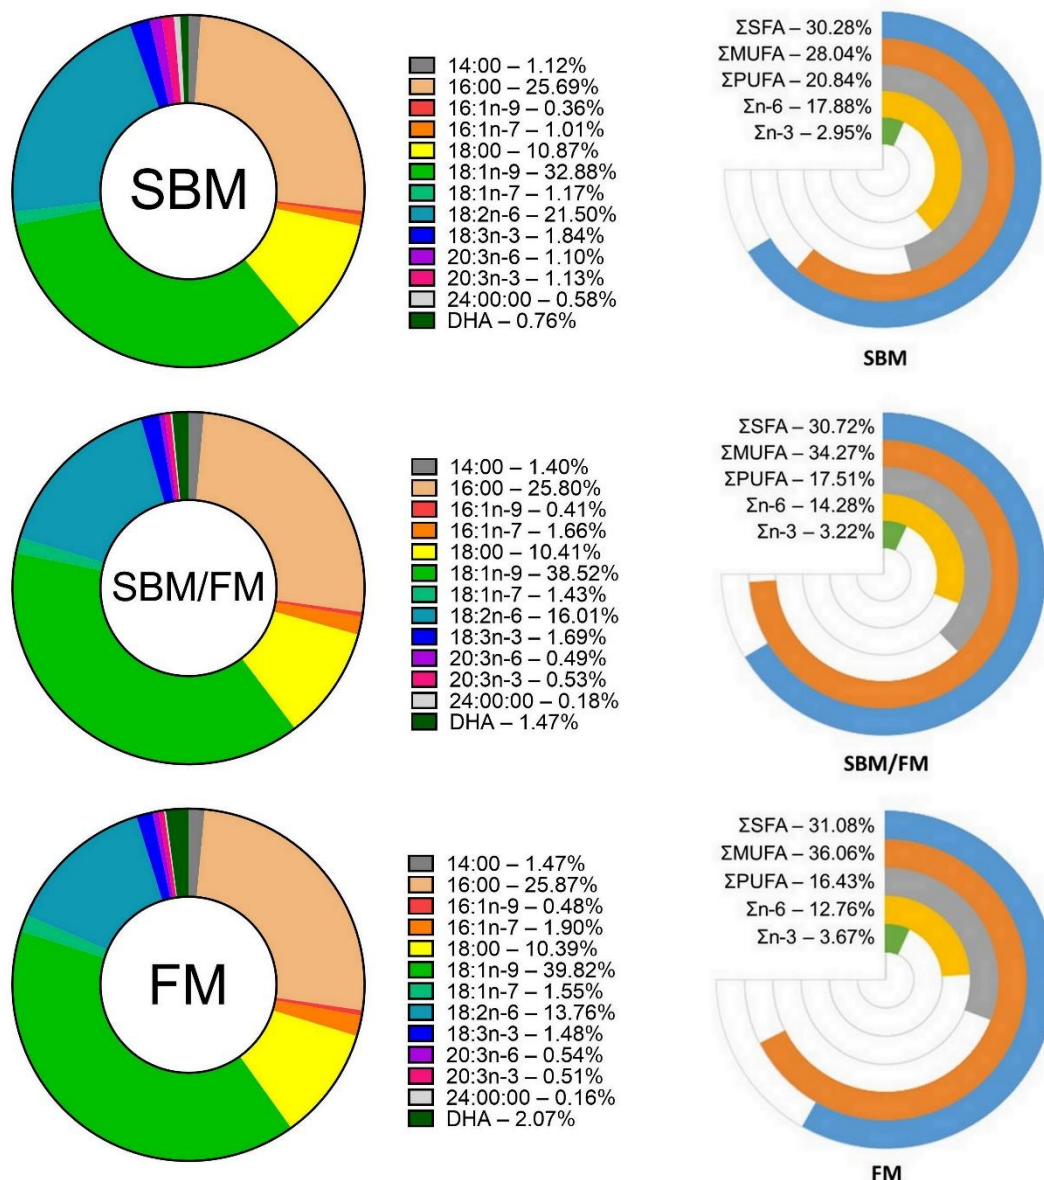 SBM
14:00 – 1.12%
16:00 – 25.69%
16:1n-9 – 0.36%
16:1n-7 – 1.01%
18:00 – 10.87%
18:1n-9 – 32.88%
18:1n-7 – 1.17%
18:2n-6 – 21.50%
18:3n-3 – 1.84%
20:3n-6 – 1.10%
20:3n-3 – 1.13%
24:00:00 – 0.58%
DHA – 0.76%
ΣSFA – 30.28%
ΣMUFA – 28.04%
ΣPUFA – 20.84%
Σn-6 – 17.88%
Σn-3 – 2.95%
SBM
SBM/FM
14:00 – 1.40%
16:00 – 25.80%
16:1n-9 – 0.41%
16:1n-7 – 1.66%
18:00 – 10.41%
18:1n-9 – 38.52%
18:1n-7 – 1.43%
18:2n-6 – 16.01%
18:3n-3 – 1.69%
20:3n-6 – 0.49%
20:3n-3 – 0.53%
24:00:00 – 0.18%
DHA – 1.47%
ΣSFA – 30.72%
ΣMUFA – 34.27%
ΣPUFA – 17.51%
Σn-6 – 14.28%
Σn-3 – 3.22%
SBM/FM
FM
14:00 – 1.47%
16:00 – 25.87%
16:1n-9 – 0.48%
16:1n-7 – 1.90%
18:00 – 10.39%
18:1n-9 – 39.82%
18:1n-7 – 1.55%
18:2n-6 – 13.76%
18:3n-3 – 1.48%
20:3n-6 – 0.54%
20:3n-3 – 0.51%
24:00:00 – 0.16%
DHA – 2.07%
ΣSFA – 31.08%
ΣMUFA – 36.06%
ΣPUFA – 16.43%
Σn-6 – 12.76%
Σn-3 – 3.67%
FM